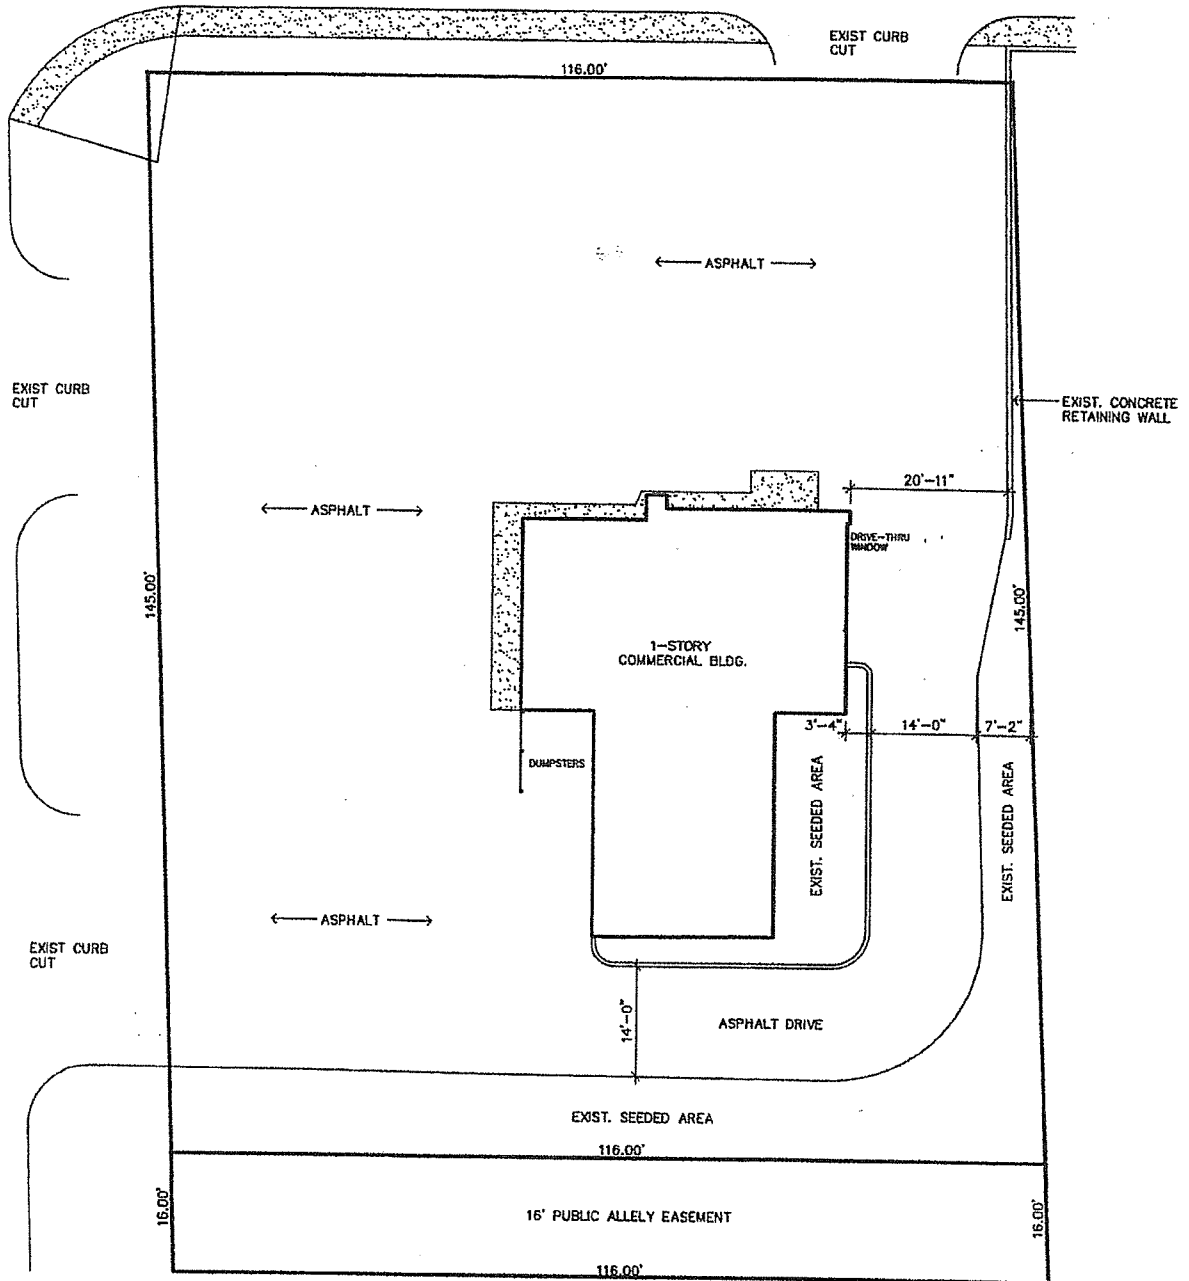 EXIST CURB
CUT
116.00'
ASPHALT
EXIST CURB
CUT
EXIST. CONCRETE
RETAINING WALL
20'-11"
ASPHALT
DRIVE-THRU
WINDOW
145.00'
145.00'
1-STORY
COMMERCIAL BLDG.
3'-4"
14'-0"
7'-2"
DUMPSTERS
EXIST. SEEDED AREA
EXIST. SEEDED AREA
ASPHALT
EXIST CURB
CUT
14'-0"
ASPHALT DRIVE
EXIST. SEEDED AREA
116.00'
16.00'
16' PUBLIC ALLELY EASEMENT
16.00'
116.00'